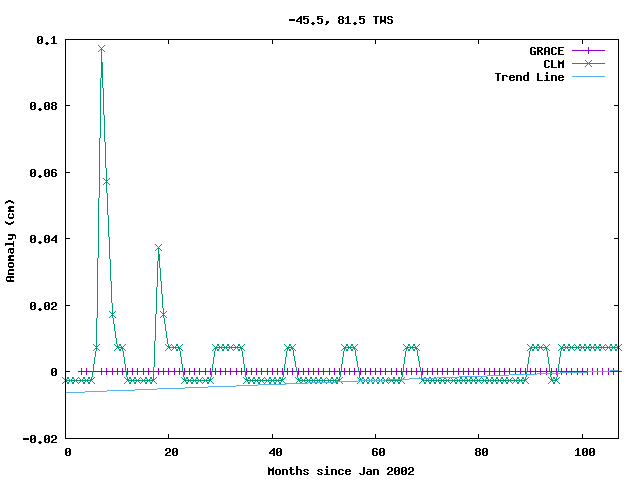 -45.5, 81.5 TWS
GRACE
CLM
Trend Line
0.1
0.08
0.06
0.04
0.02
0
-0.02
Anomaly (cm)
0 20 40 60 80 100
Months since Jan 2002